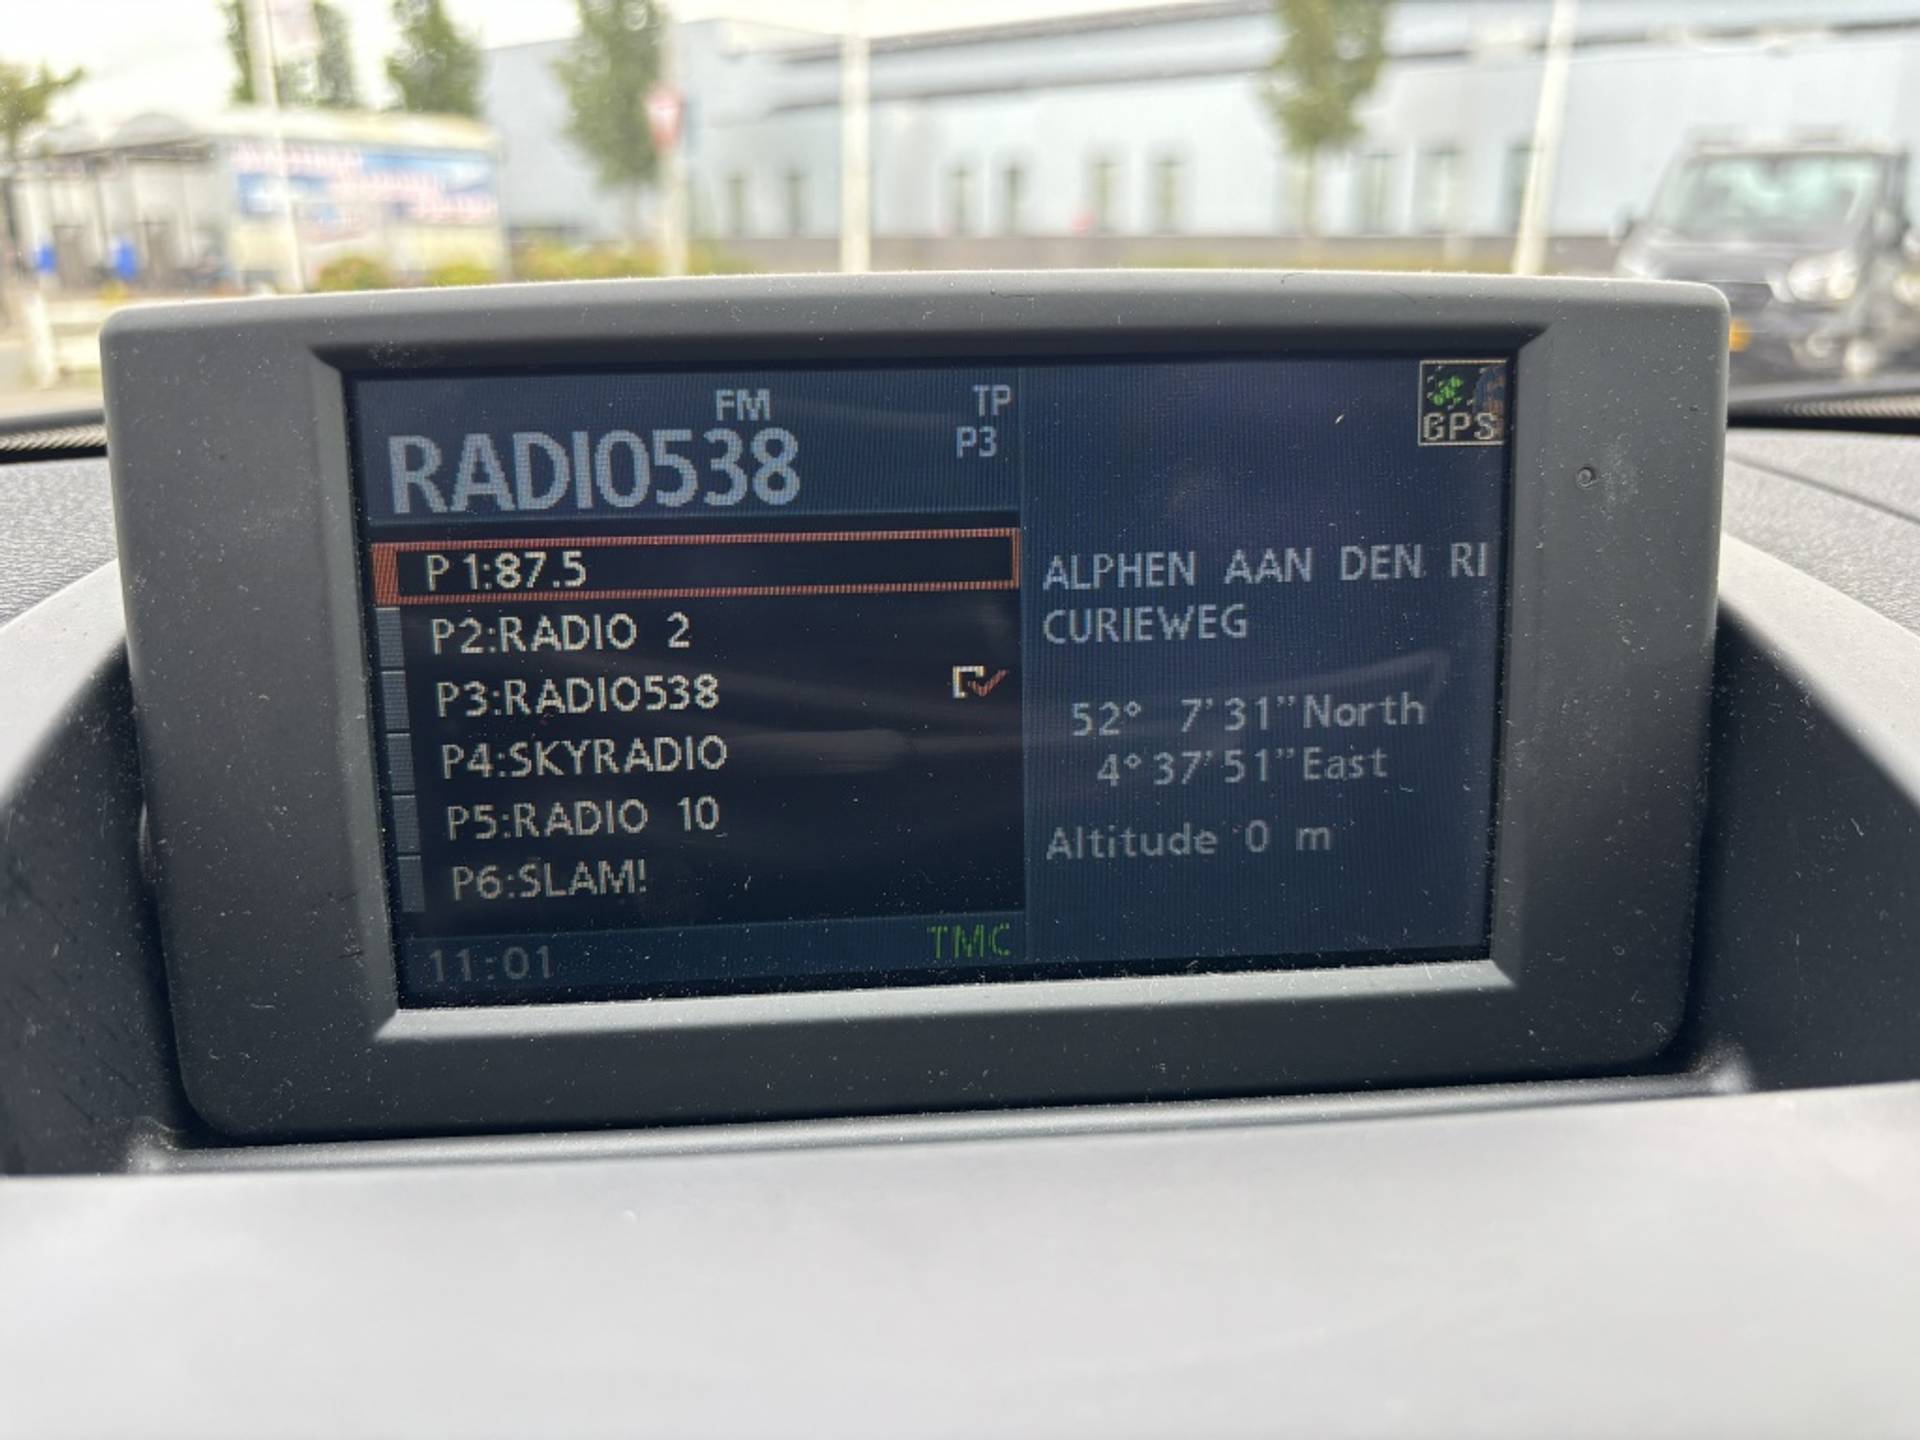 FM
TP
RADIO538
P3
GPS
P1:87.5
P2:RADIO 2
P3:RADIO538
P4:SKYRADIO
P5:RADIO 10
P6:SLAM!
11:01
TMC
ALPHEN AAN DEN RI
CURIEWEG
52° 7'31"North
4°37'51"East
Altitude 0 m